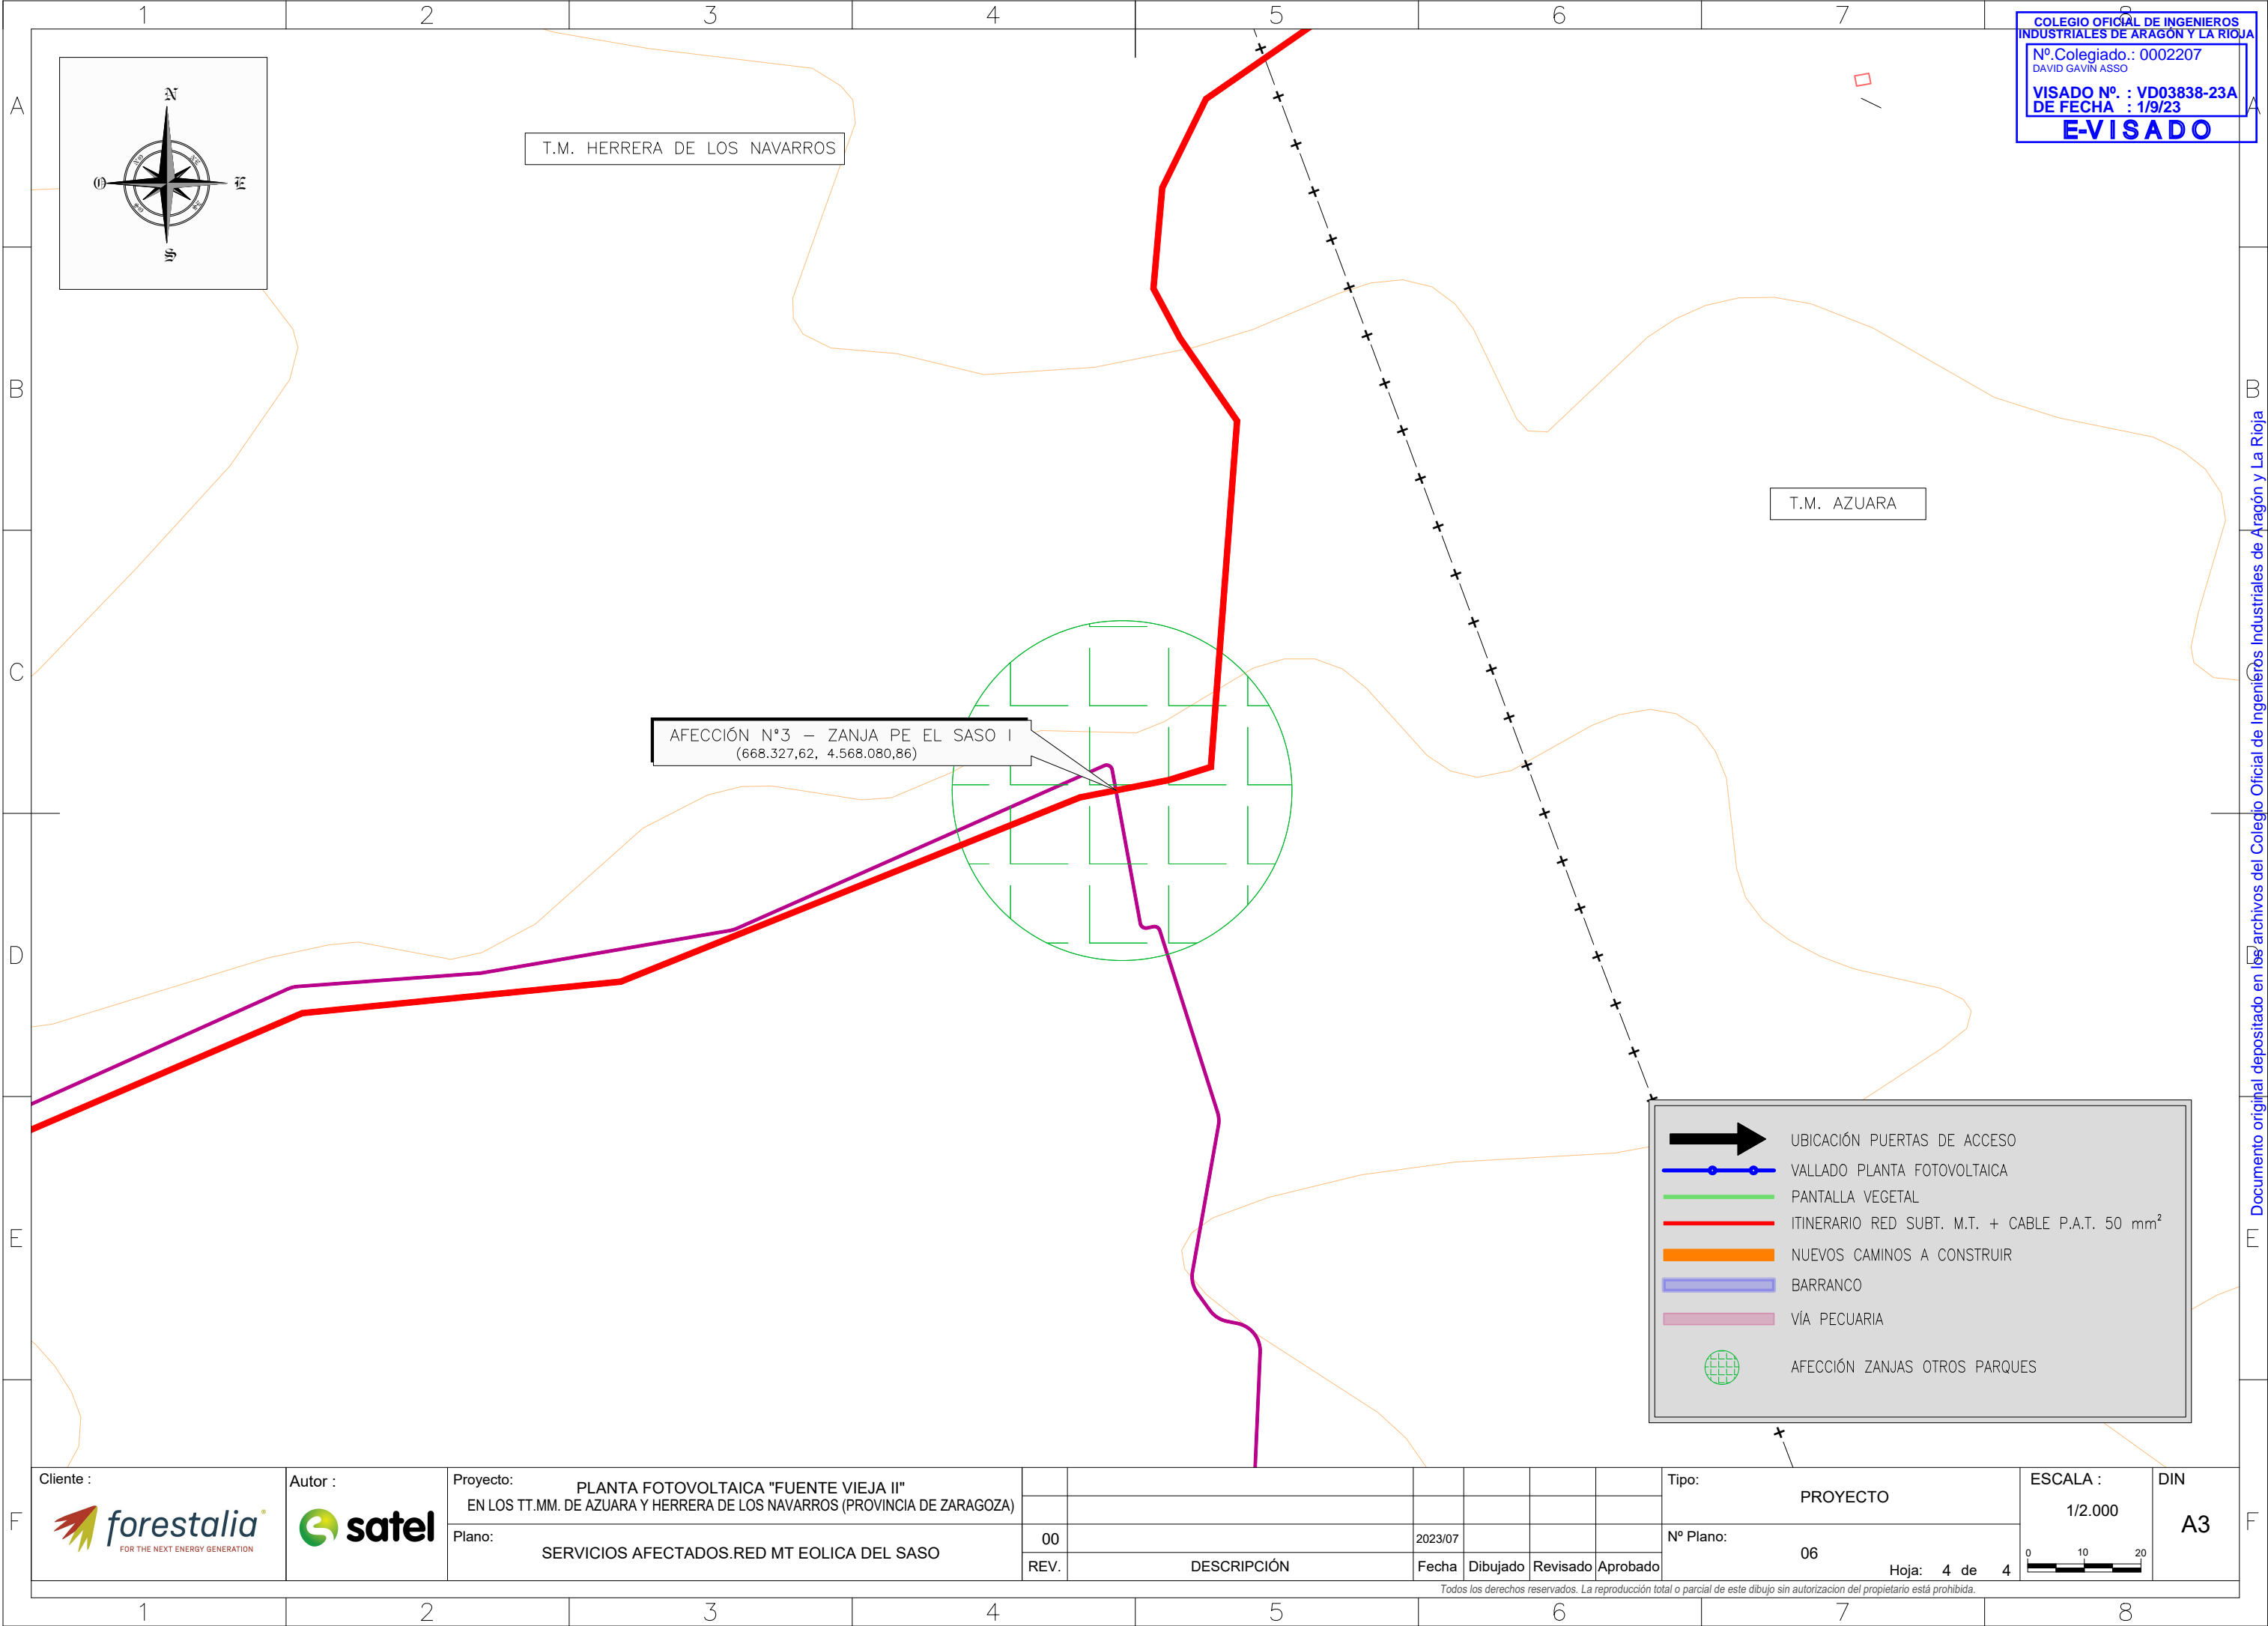 1 2 3 4 5 6 7 8
COLEGIO OFICIAL DE INGENIEROS
INDUSTRIALES DE ARAGÓN Y LA RIOJA
Nº.Colegiado.: 0002207
DAVID GAVÍN ASSO
VISADO Nº. : VD03838-23A
DE FECHA : 1/9/23
E-VISADO
A A
N
NO NE
O E
SO SE
S
T.M. HERRERA DE LOS NAVARROS
B B
T.M. AZUARA
Documento original depositado en los archivos del Colegio Oficial de Ingenieros Industriales de Aragón y La Rioja
C C
AFECCIÓN Nº3 – ZANJA PE EL SASO I
(668.327,62, 4.568.080,86)
D D
UBICACIÓN PUERTAS DE ACCESO
VALLADO PLANTA FOTOVOLTAICA
PANTALLA VEGETAL
ITINERARIO RED SUBT. M.T. + CABLE P.A.T. 50 mm²
NUEVOS CAMINOS A CONSTRUIR
BARRANCO
VÍA PECUARIA
AFECCIÓN ZANJAS OTROS PARQUES
E E
F F
Cliente :
forestalia®
FOR THE NEXT ENERGY GENERATION
Autor :
satel
Proyecto:
PLANTA FOTOVOLTAICA "FUENTE VIEJA II"
EN LOS TT.MM. DE AZUARA Y HERRERA DE LOS NAVARROS (PROVINCIA DE ZARAGOZA)
Plano:
SERVICIOS AFECTADOS.RED MT EOLICA DEL SASO
00 2023/07
REV. DESCRIPCIÓN Fecha Dibujado Revisado Aprobado
Tipo:
PROYECTO
Nº Plano:
06
Hoja: 4 de 4
ESCALA :
1/2.000
0 10 20
DIN
A3
Todos los derechos reservados. La reproducción total o parcial de este dibujo sin autorizacion del propietario está prohibida.
1 2 3 4 5 6 7 8